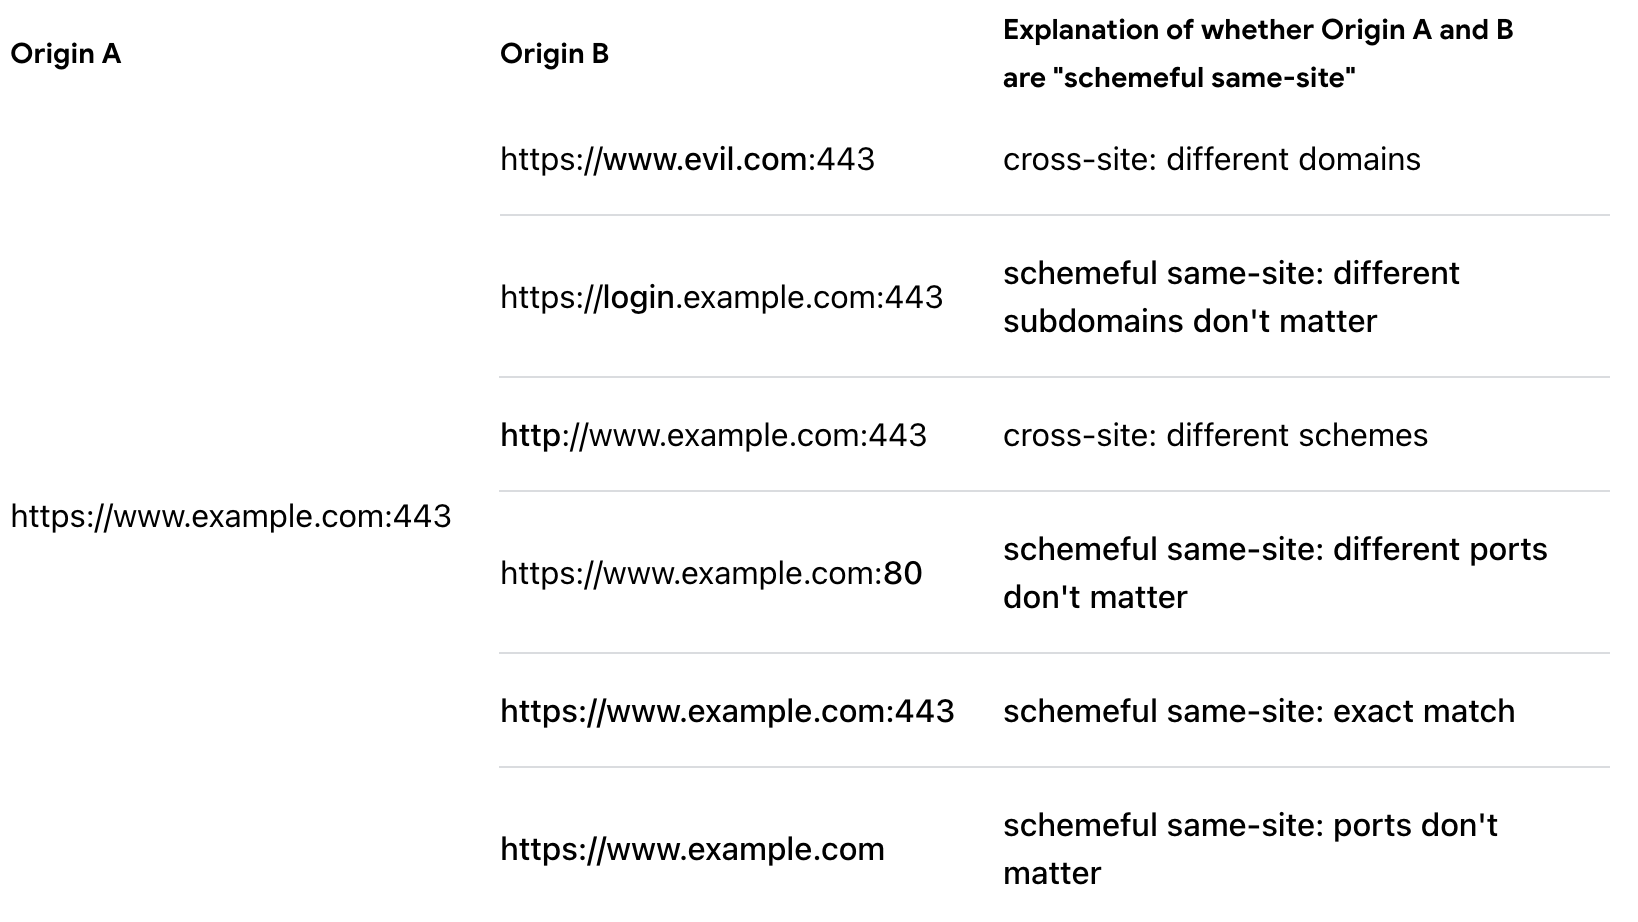 Origin A
Origin B
Explanation of whether Origin A and B
are "schemeful same-site"
https://www.example.com:443
https://www.evil.com:443
cross-site: different domains
https://login.example.com:443
schemeful same-site: different
subdomains don't matter
http://www.example.com:443
cross-site: different schemes
https://www.example.com:80
schemeful same-site: different ports
don't matter
https://www.example.com:443
schemeful same-site: exact match
https://www.example.com
schemeful same-site: ports don't
matter